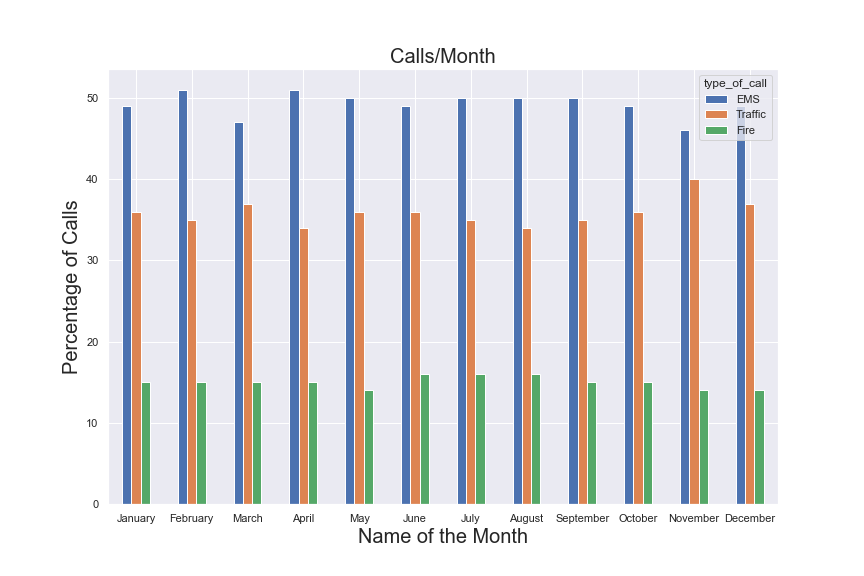 Calls/Month
type_of_call
EMS
Traffic
Fire
Percentage of Calls
50
40
30
20
10
0
January February March April May June July August September October November December
Name of the Month